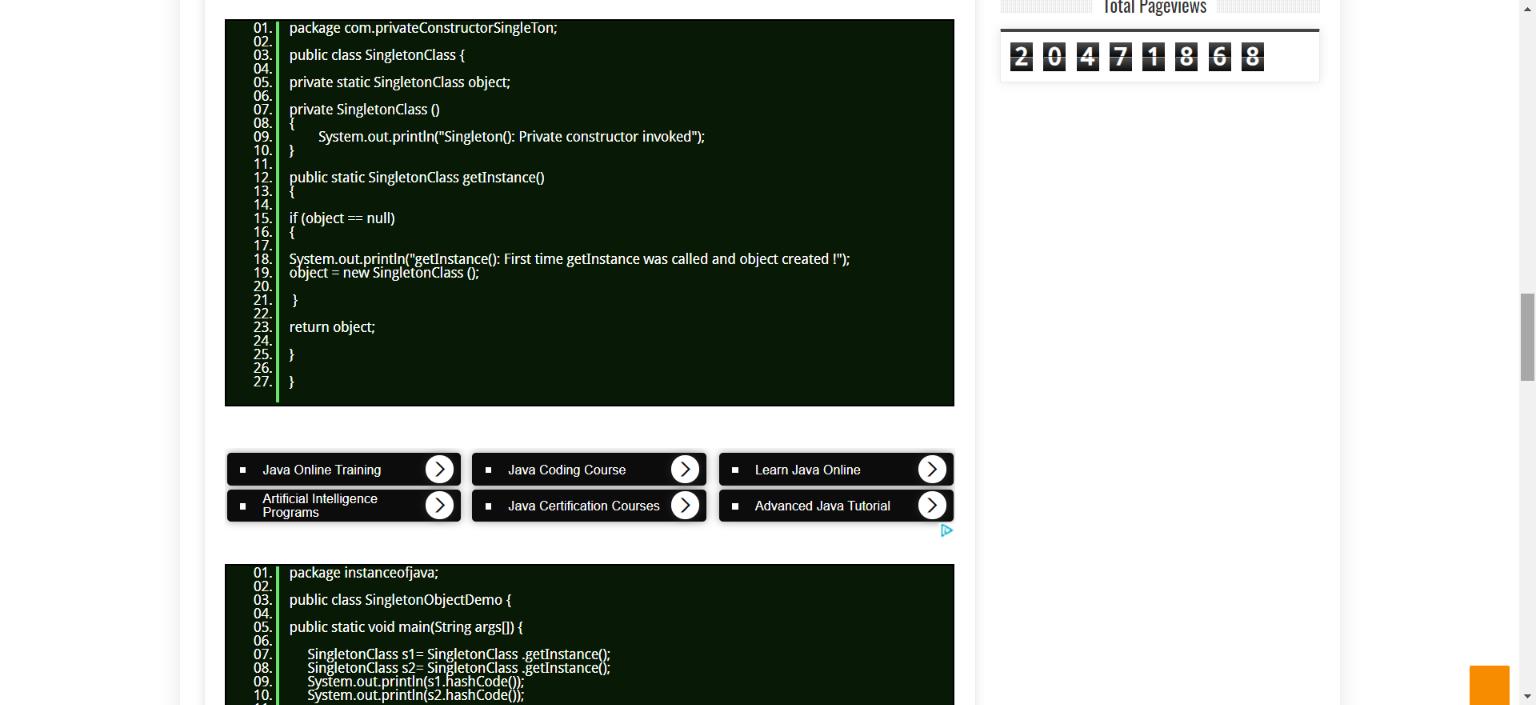 Total Pageviews
2 0 4 7 1 8 6 8
01. package com.privateConstructorSingleTon;
02.
03. public class SingletonClass {
04.
05. private static SingletonClass object;
06.
07. private SingletonClass ()
08. {
09. System.out.println("Singleton(): Private constructor invoked");
10. }
11.
12. public static SingletonClass getInstance()
13. {
14.
15. if (object == null)
16. {
17.
18. System.out.println("getInstance(): First time getInstance was called and object created !");
19. object = new SingletonClass ();
20.
21. }
22.
23. return object;
24.
25. }
26.
27. }
Java Online Training
Java Coding Course
Learn Java Online
Artificial Intelligence
Programs
Java Certification Courses
Advanced Java Tutorial
01. package instanceofjava;
02.
03. public class SingletonObjectDemo {
04.
05. public static void main(String args[]) {
06.
07. SingletonClass s1= SingletonClass .getInstance();
08. SingletonClass s2= SingletonClass .getInstance();
09. System.out.println(s1.hashCode());
10. System.out.println(s2.hashCode());